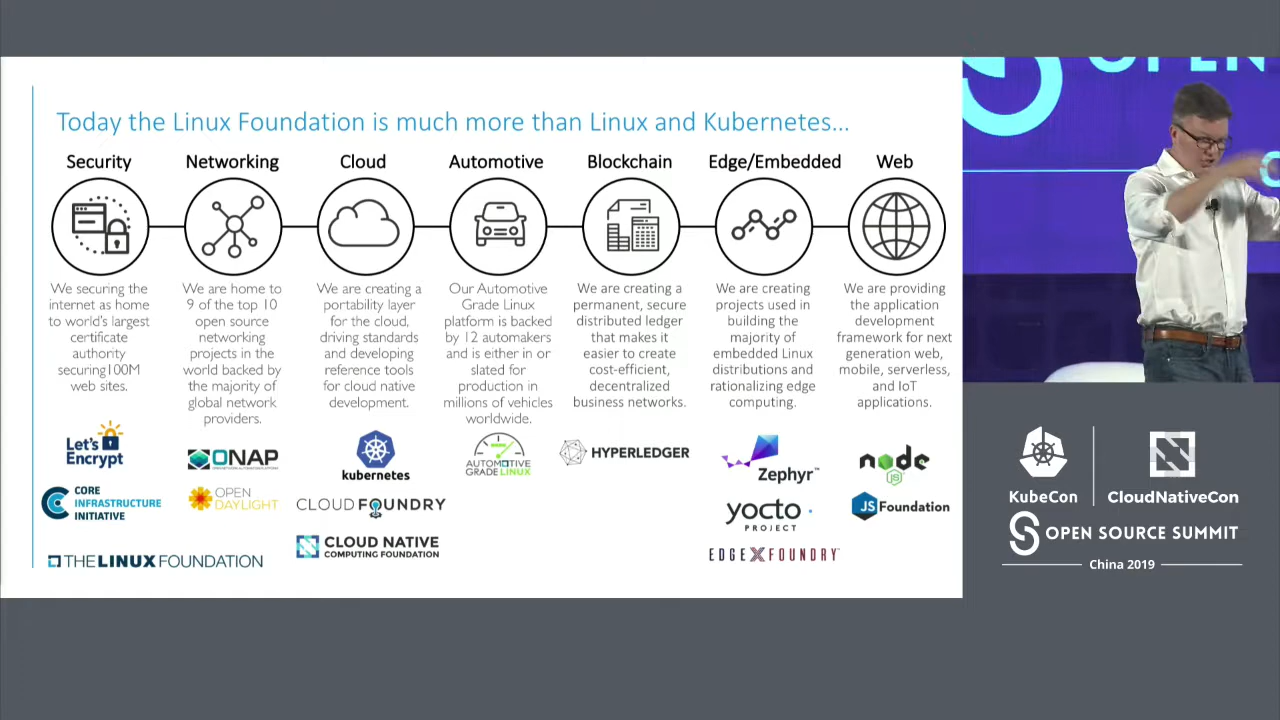 Today the Linux Foundation is much more than Linux and Kubernetes...
Security
We securing the
internet as home
to world's largest
certificate
authority
securing100M
web sites.
Let's
Encrypt
CORE
INFRASTRUCTURE
INITIATIVE
THE LINUX FOUNDATION
Networking
We are home to
9 of the top 10
open source
networking
projects in the
world backed by
the majority of
global network
providers.
ONAP
OPEN
DAYLIGHT
Cloud
We are creating a
portability layer
for the cloud,
driving standards
and developing
reference tools
for cloud native
development.
kubernetes
CLOUD FOUNDRY
CLOUD NATIVE
COMPUTING FOUNDATION
Automotive
Our Automotive
Grade Linux
platform is backed
by 12 automakers
and is either in or
slated for
production in
millions of vehicles
worldwide.
AUTOMOTIVE
GRADE LINUX
Blockchain
We are creating a
permanent, secure
distributed ledger
that makes it
easier to create
cost-efficient,
decentralized
business networks.
HYPERLEDGER
Edge/Embedded
We are creating
projects used in
building the
majority of
embedded Linux
distributions and
rationalizing edge
computing.
Zephyr™
yocto
PROJECT
EDGE X FOUNDRY™
Web
We are providing
the application
development
framework for next
generation web,
mobile, serverless,
and IoT
applications.
node
JS
JS Foundation
OPEN
KubeCon
CloudNativeCon
OPEN SOURCE SUMMIT
China 2019